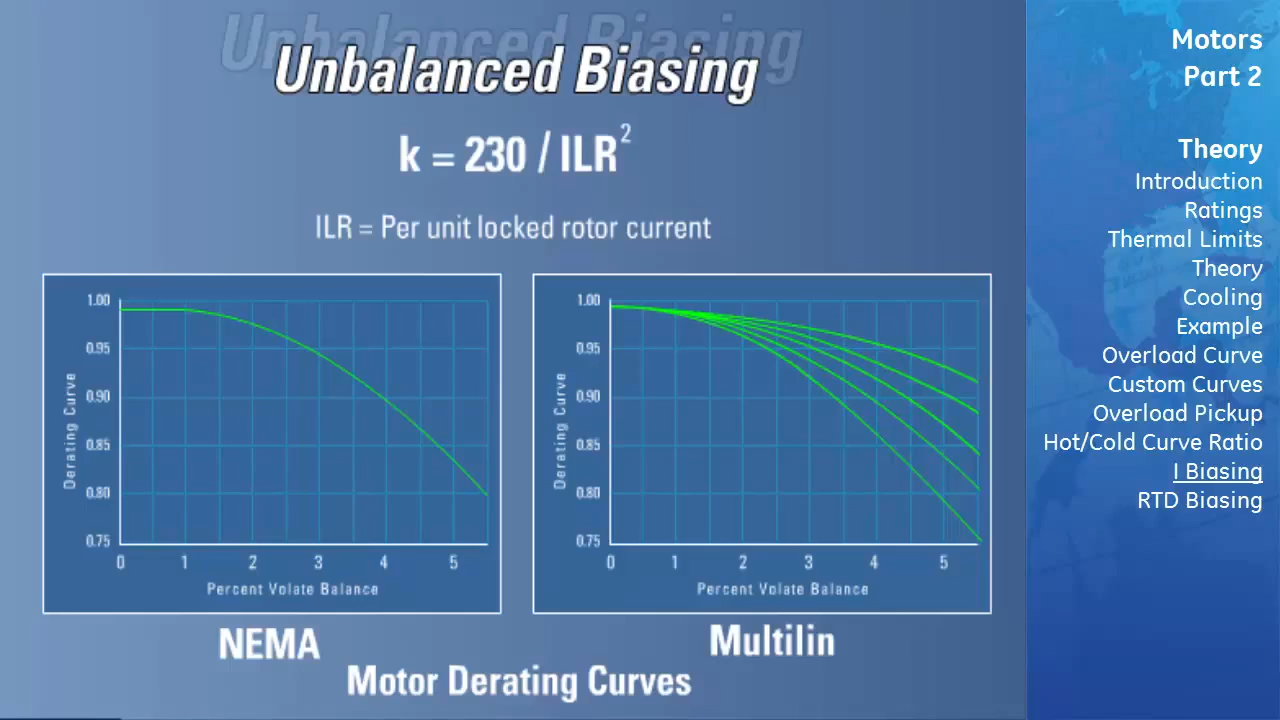 Unbalanced Biasing
Unbalanced Biasing
k = 230 / ILR²
ILR = Per unit locked rotor current
1.00
0.95
0.90
0.85
0.80
0.75
Derating Curve
0 1 2 3 4 5
Percent Volate Balance
NEMA
1.00
0.95
0.90
0.85
0.80
0.75
Derating Curve
0 1 2 3 4 5
Percent Volate Balance
Multilin
Motor Derating Curves
Motors
Part 2
Theory
Introduction
Ratings
Thermal Limits
Theory
Cooling
Example
Overload Curve
Custom Curves
Overload Pickup
Hot/Cold Curve Ratio
I Biasing
RTD Biasing